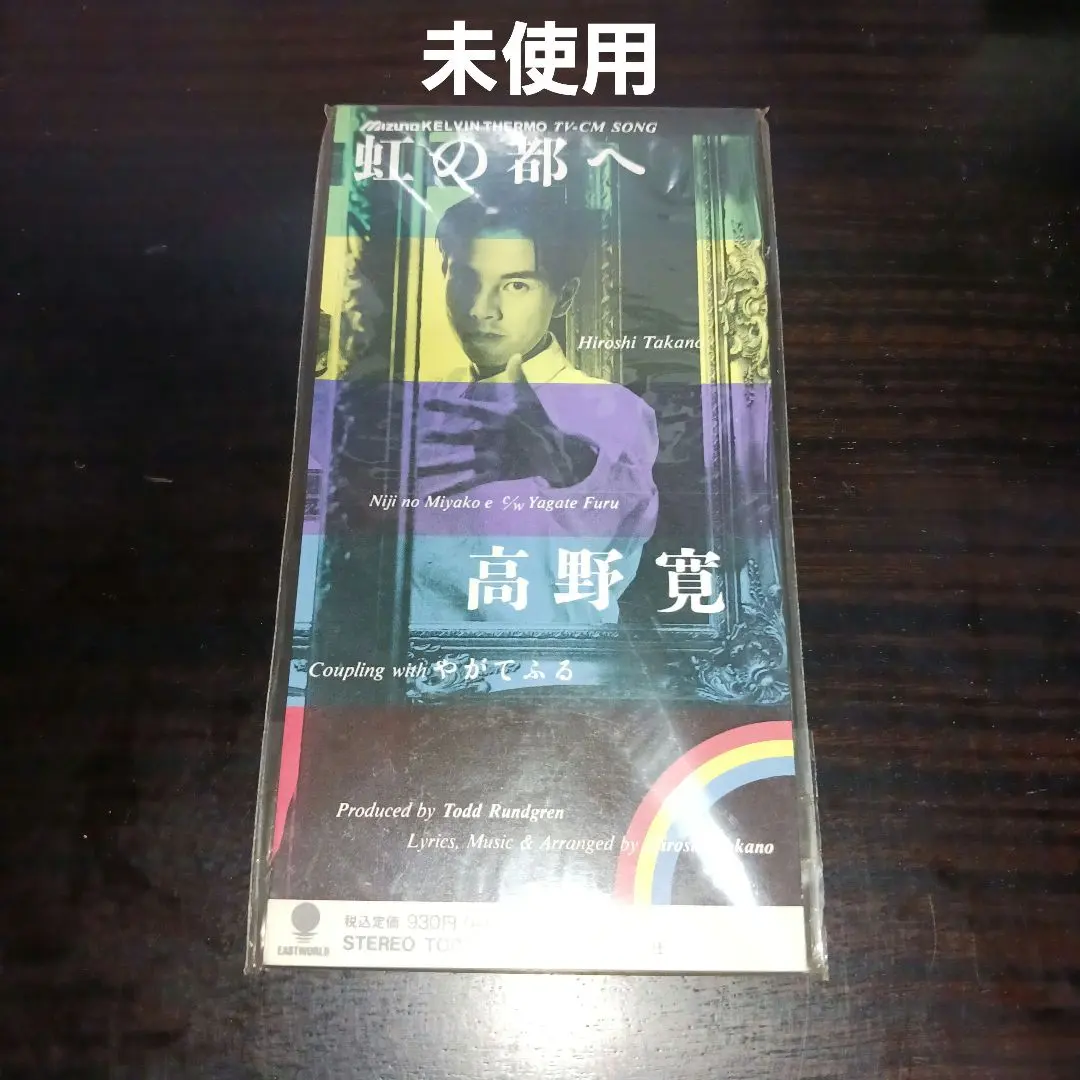 未使用
Mizuno KELVIN THERMO TV-CM SONG
虹の都へ
Hiroshi Takano
Niji no Miyako e c/w Yagate Furu
高野寛
Coupling with やがてふる
Produced by Todd Rundgren
Lyrics, Music & Arranged by Hiroshi Takano
税込定価 930円
EASTWORLD
STEREO